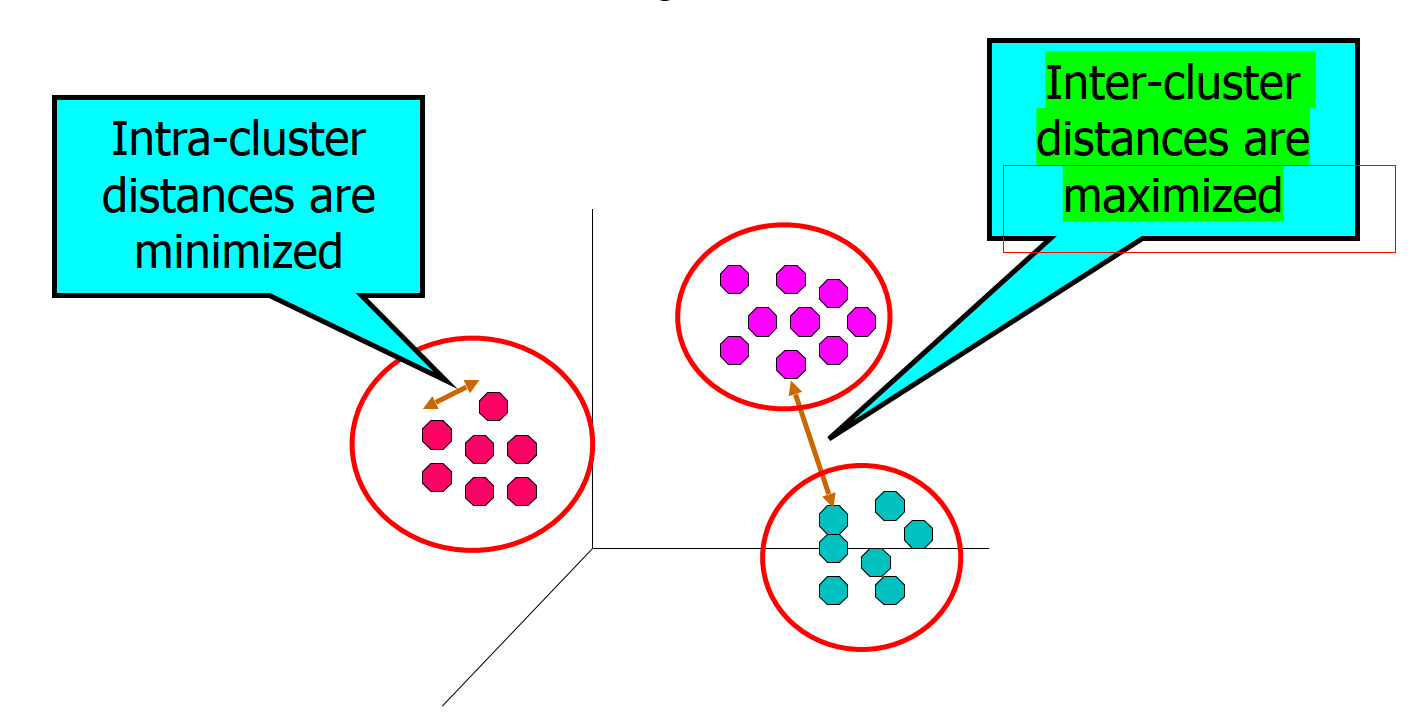 Intra-cluster
distances are
minimized
Inter-cluster
distances are
maximized